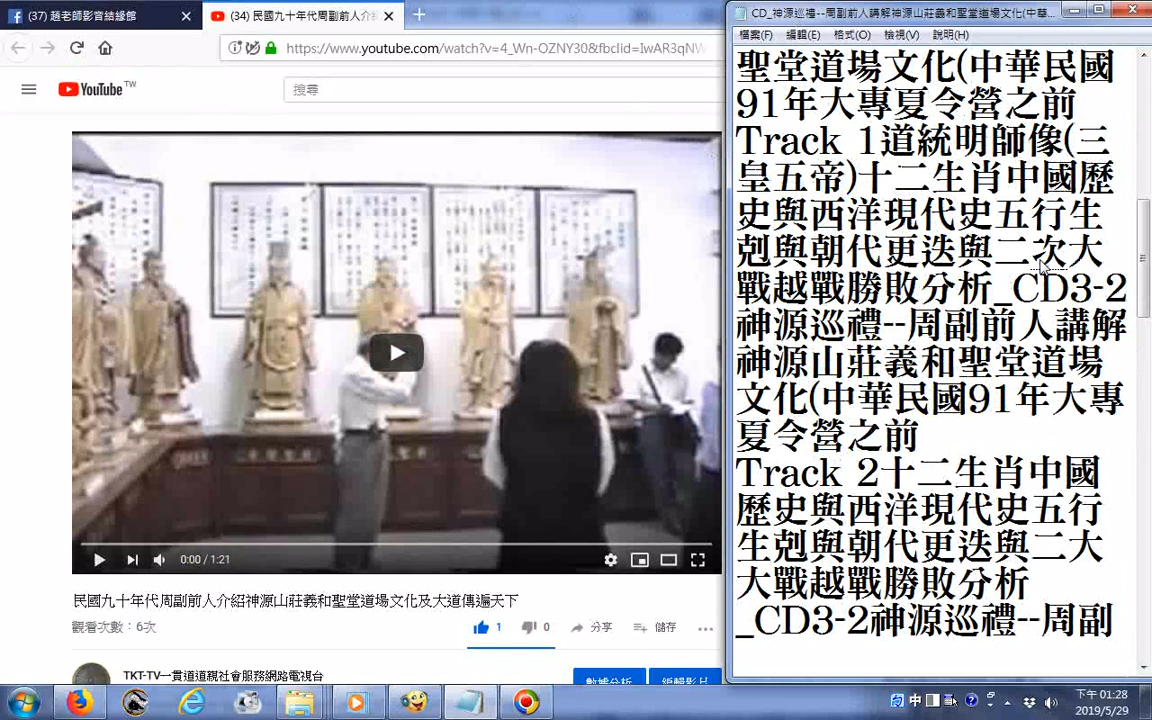 (37) 趙老師影音結緣館
(34) 民國九十年代周副前人介紹
https://www.youtube.com/watch?v=4_Wn-OZNY30&fbclid=IwAR3qNW
YouTube TW
搜尋
0:00 / 1:21
民國九十年代周副前人介紹神源山莊義和聖堂道場文化及大道傳遍天下
觀看次數：6次
1
0
分享
儲存
TKT-TV一貫道道親社會服務網路電視台
數據分析
編輯影片
CD_神源巡禮--周副前人講解神源山莊義和聖堂道場文化(中華...
檔案(F) 編輯(E) 格式(O) 檢視(V) 說明(H)
聖堂道場文化(中華民國
91年大專夏令營之前
Track 1道統明師像(三
皇五帝)十二生肖中國歷
史與西洋現代史五行生
剋與朝代更迭與二次大
戰越戰勝敗分析_CD3-2
神源巡禮--周副前人講解
神源山莊義和聖堂道場
文化(中華民國91年大專
夏令營之前
Track 2十二生肖中國
歷史與西洋現代史五行
生剋與朝代更迭與二大
大戰越戰勝敗分析
_CD3-2神源巡禮--周副
中
下午 01:28
2019/5/29